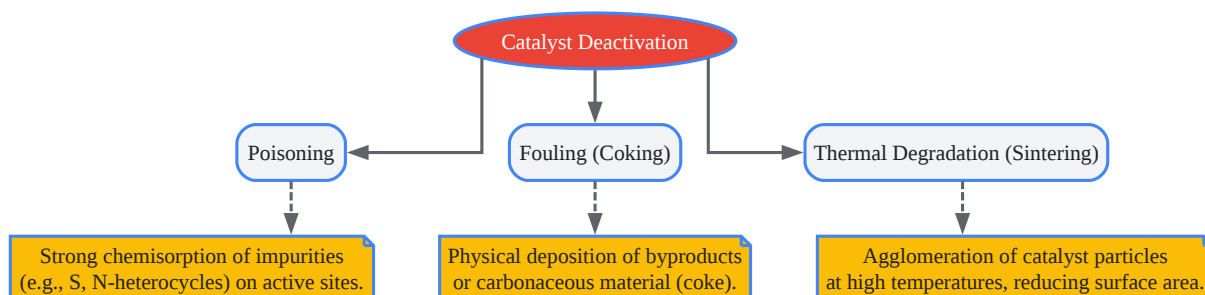 Catalyst Deactivation
Poisoning
Fouling (Coking)
Thermal Degradation (Sintering)
Strong chemisorption of impurities
(e.g., S, N-heterocycles) on active sites.
Physical deposition of byproducts
or carbonaceous material (coke).
Agglomeration of catalyst particles
at high temperatures, reducing surface area.